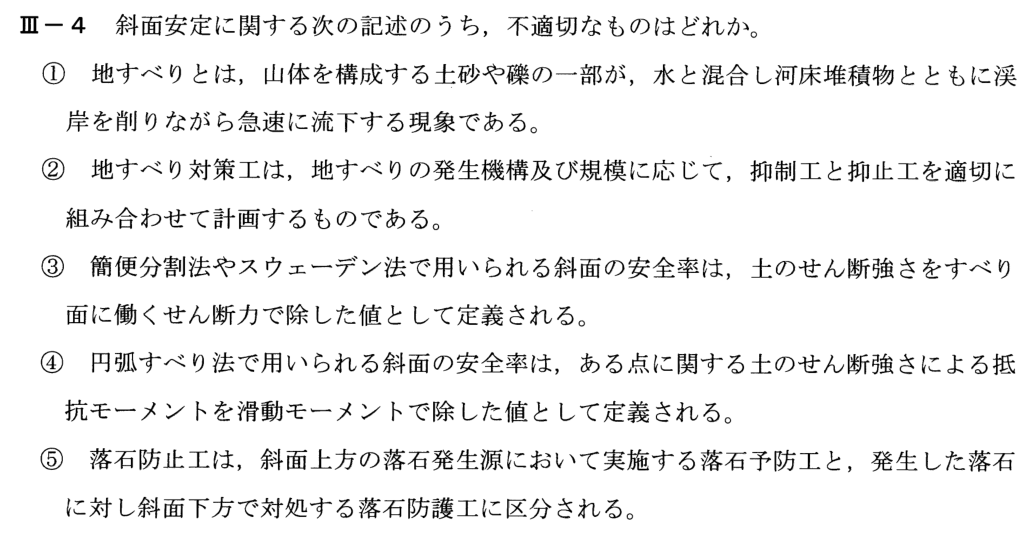 Ⅲ－４　斜面安定に関する次の記述のうち，不適切なものはどれか。
①　地すべりとは，山体を構成する土砂や礫の一部が，水と混合し河床堆積物とともに渓
岸を削りながら急速に流下する現象である。
②　地すべり対策工は，地すべりの発生機構及び規模に応じて，抑制工と抑止工を適切に
組み合わせて計画するものである。
③　簡便分割法やスウェーデン法で用いられる斜面の安全率は，土のせん断強さをすべり
面に働くせん断力で除した値として定義される。
④　円弧すべり法で用いられる斜面の安全率は，ある点に関する土のせん断強さによる抵
抗モーメントを滑動モーメントで除した値として定義される。
⑤　落石防止工は，斜面上方の落石発生源において実施する落石予防工と，発生した落石
に対し斜面下方で対処する落石防護工に区分される。